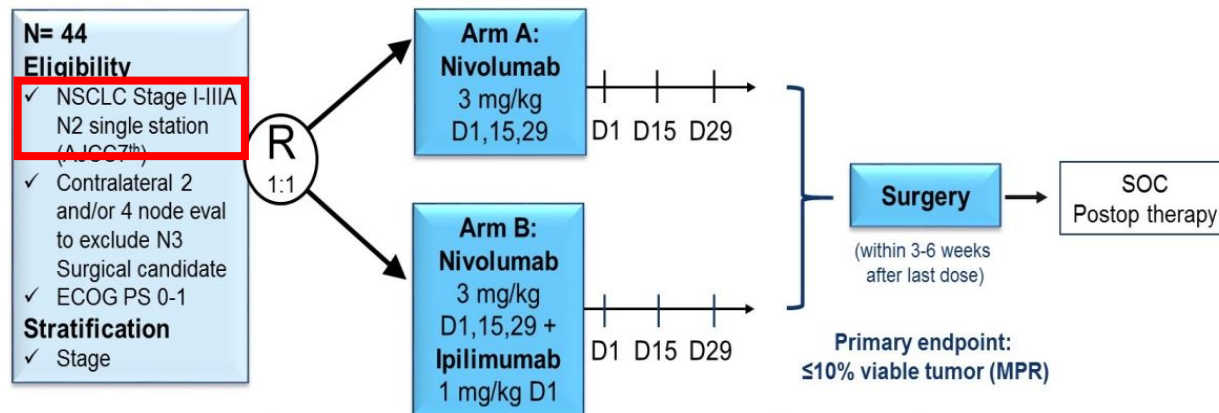 N= 44
Eligibility
✓ NSCLC Stage I-IIIA
N2 single station
(AJCC7th)
✓ Contralateral 2
and/or 4 node eval
to exclude N3
Surgical candidate
✓ ECOG PS 0-1
Stratification
✓ Stage
R
1:1
Arm A:
Nivolumab
3 mg/kg
D1,15,29
D1 D15 D29
Arm B:
Nivolumab
3 mg/kg
D1,15,29 +
Ipilimumab
1 mg/kg D1
D1 D15 D29
Surgery
(within 3-6 weeks
after last dose)
Primary endpoint:
≤10% viable tumor (MPR)
SOC
Postop therapy